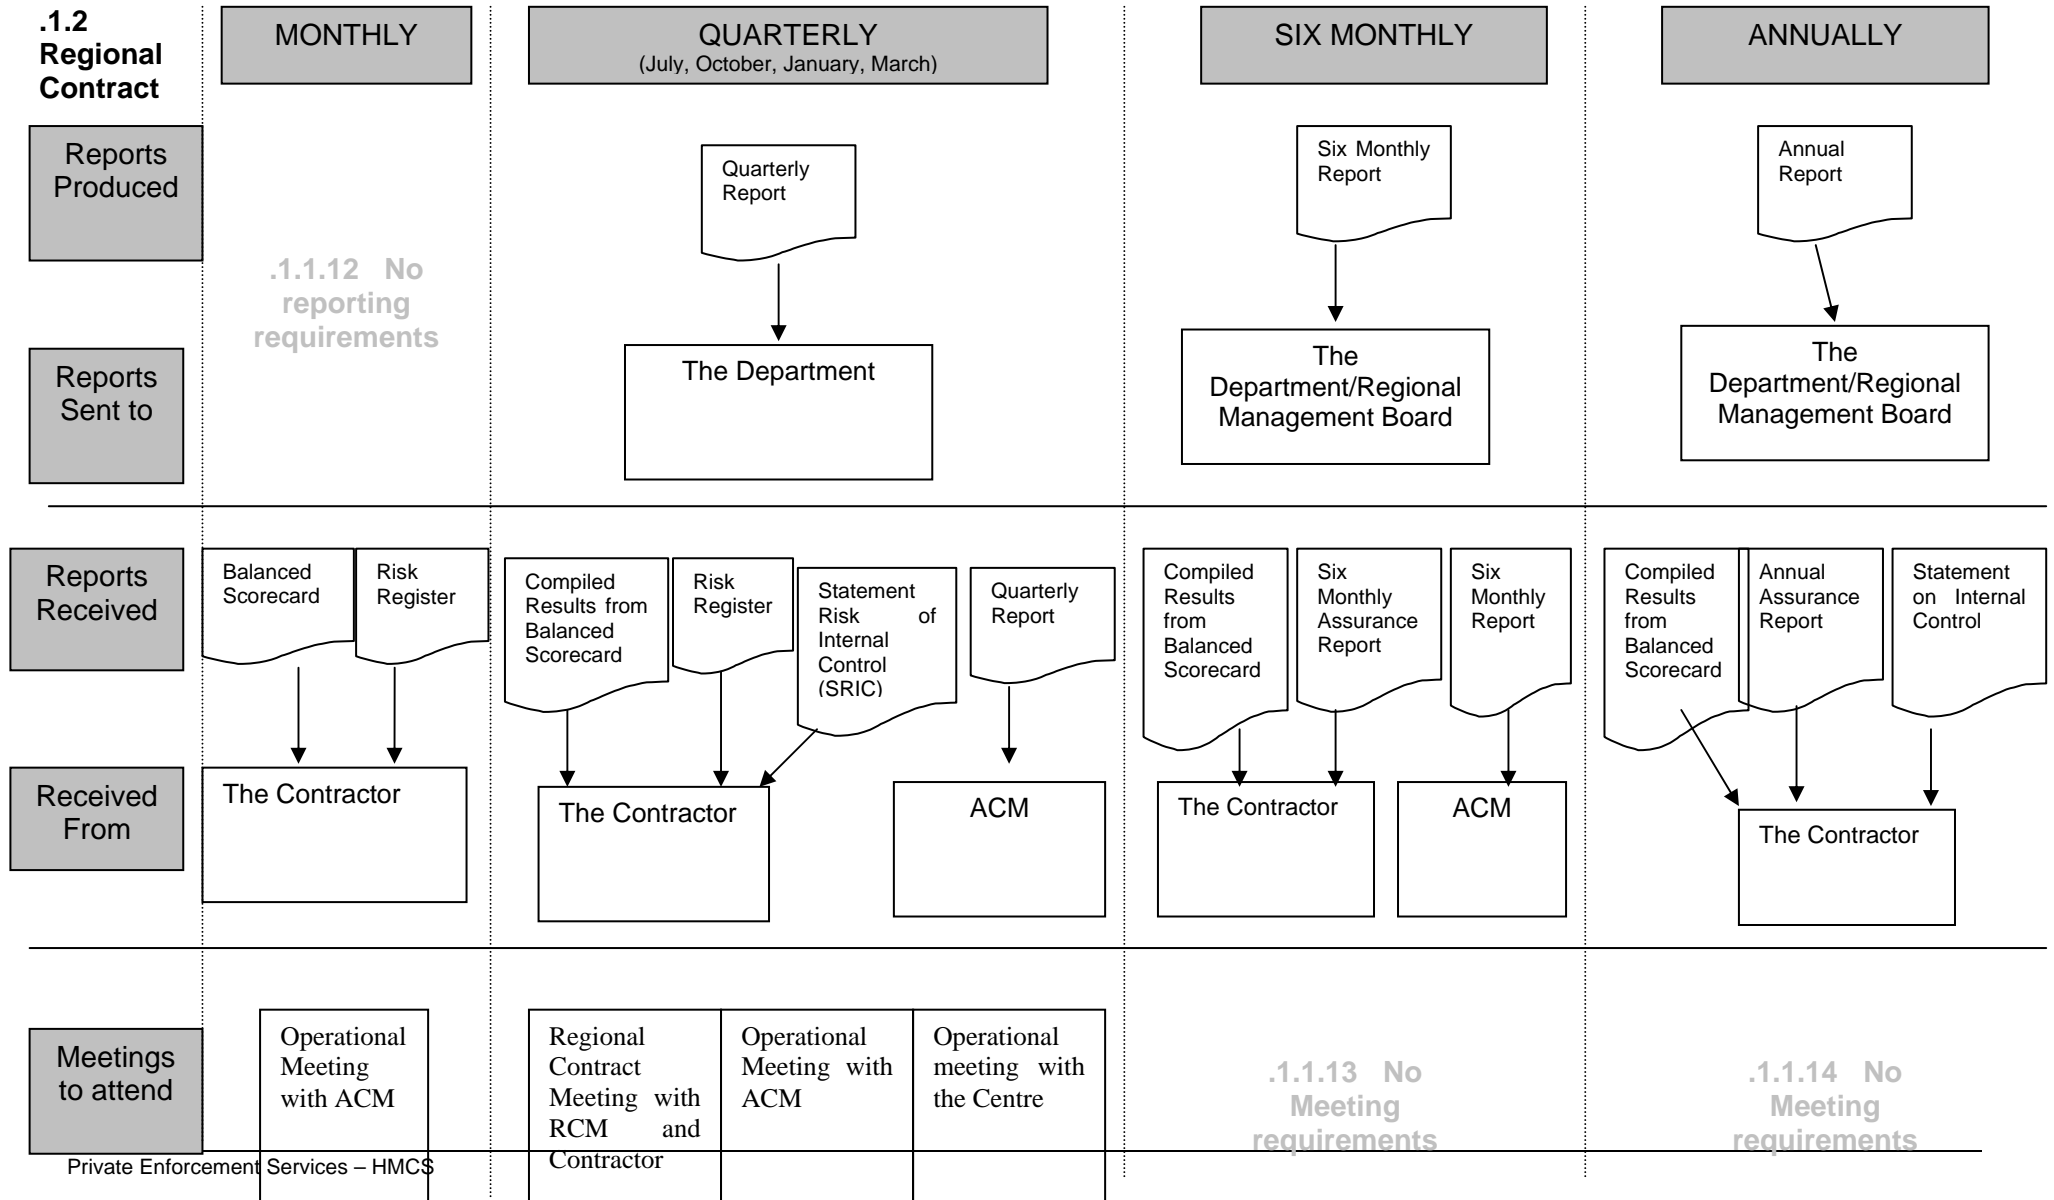 .1.2
Regional
Contract
MONTHLY
QUARTERLY
(July, October, January, March)
SIX MONTHLY
ANNUALLY
Reports
Produced
Quarterly
Report
Six Monthly
Report
Annual
Report
.1.1.12 No
reporting
requirements
Reports
Sent to
The Department
The
Department/Regional
Management Board
The
Department/Regional
Management Board
Reports
Received
Balanced
Scorecard
Risk
Register
Compiled
Results from
Balanced
Scorecard
Risk
Register
Statement
Risk of
Internal
Control
(SRIC)
Quarterly
Report
Compiled
Results
from
Balanced
Scorecard
Six
Monthly
Assurance
Report
Six
Monthly
Report
Compiled
Results
from
Balanced
Scorecard
Annual
Assurance
Report
Statement
on Internal
Control
Received
From
The Contractor
The Contractor
ACM
The Contractor
ACM
The Contractor
Meetings
to attend
Operational
Meeting
with ACM
Regional
Contract
Meeting with
RCM and
Contractor
Operational
Meeting with
ACM
Operational
meeting with
the Centre
.1.1.13 No
Meeting
requirements
.1.1.14 No
Meeting
requirements
Private Enforcement Services – HMCS